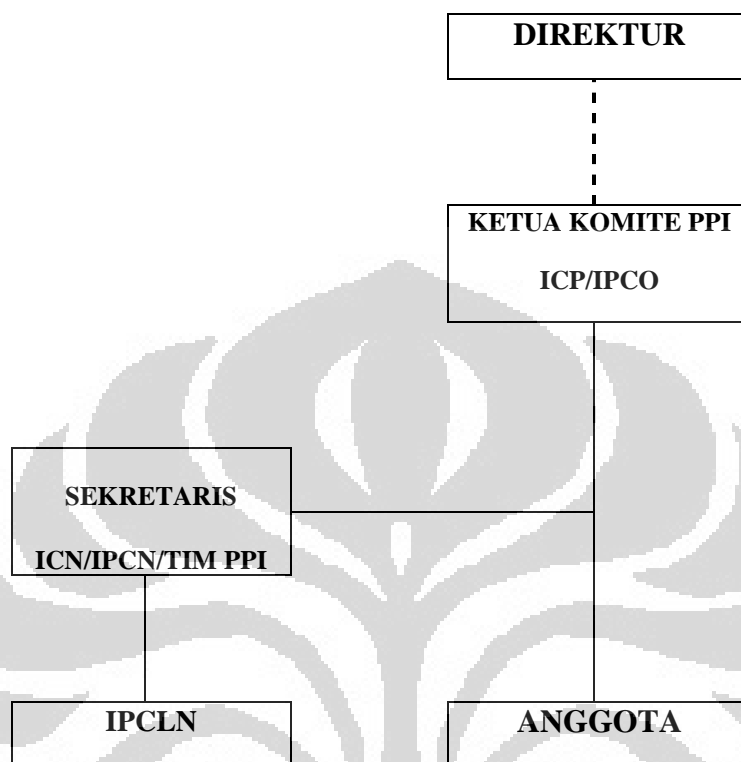 DIREKTUR
KETUA KOMITE PPI
ICP/IPCO
SEKRETARIS
ICN/IPCN/TIM PPI
IPCLN
ANGGOTA